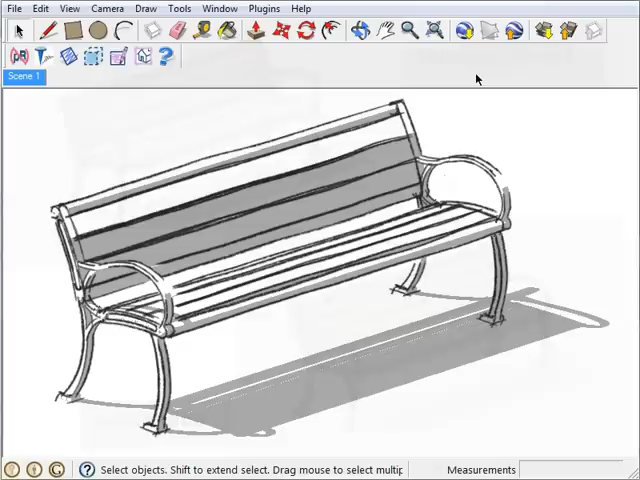 File Edit View Camera Draw Tools Window Plugins Help
Scene 1
Select objects. Shift to extend select. Drag mouse to select multip
Measurements